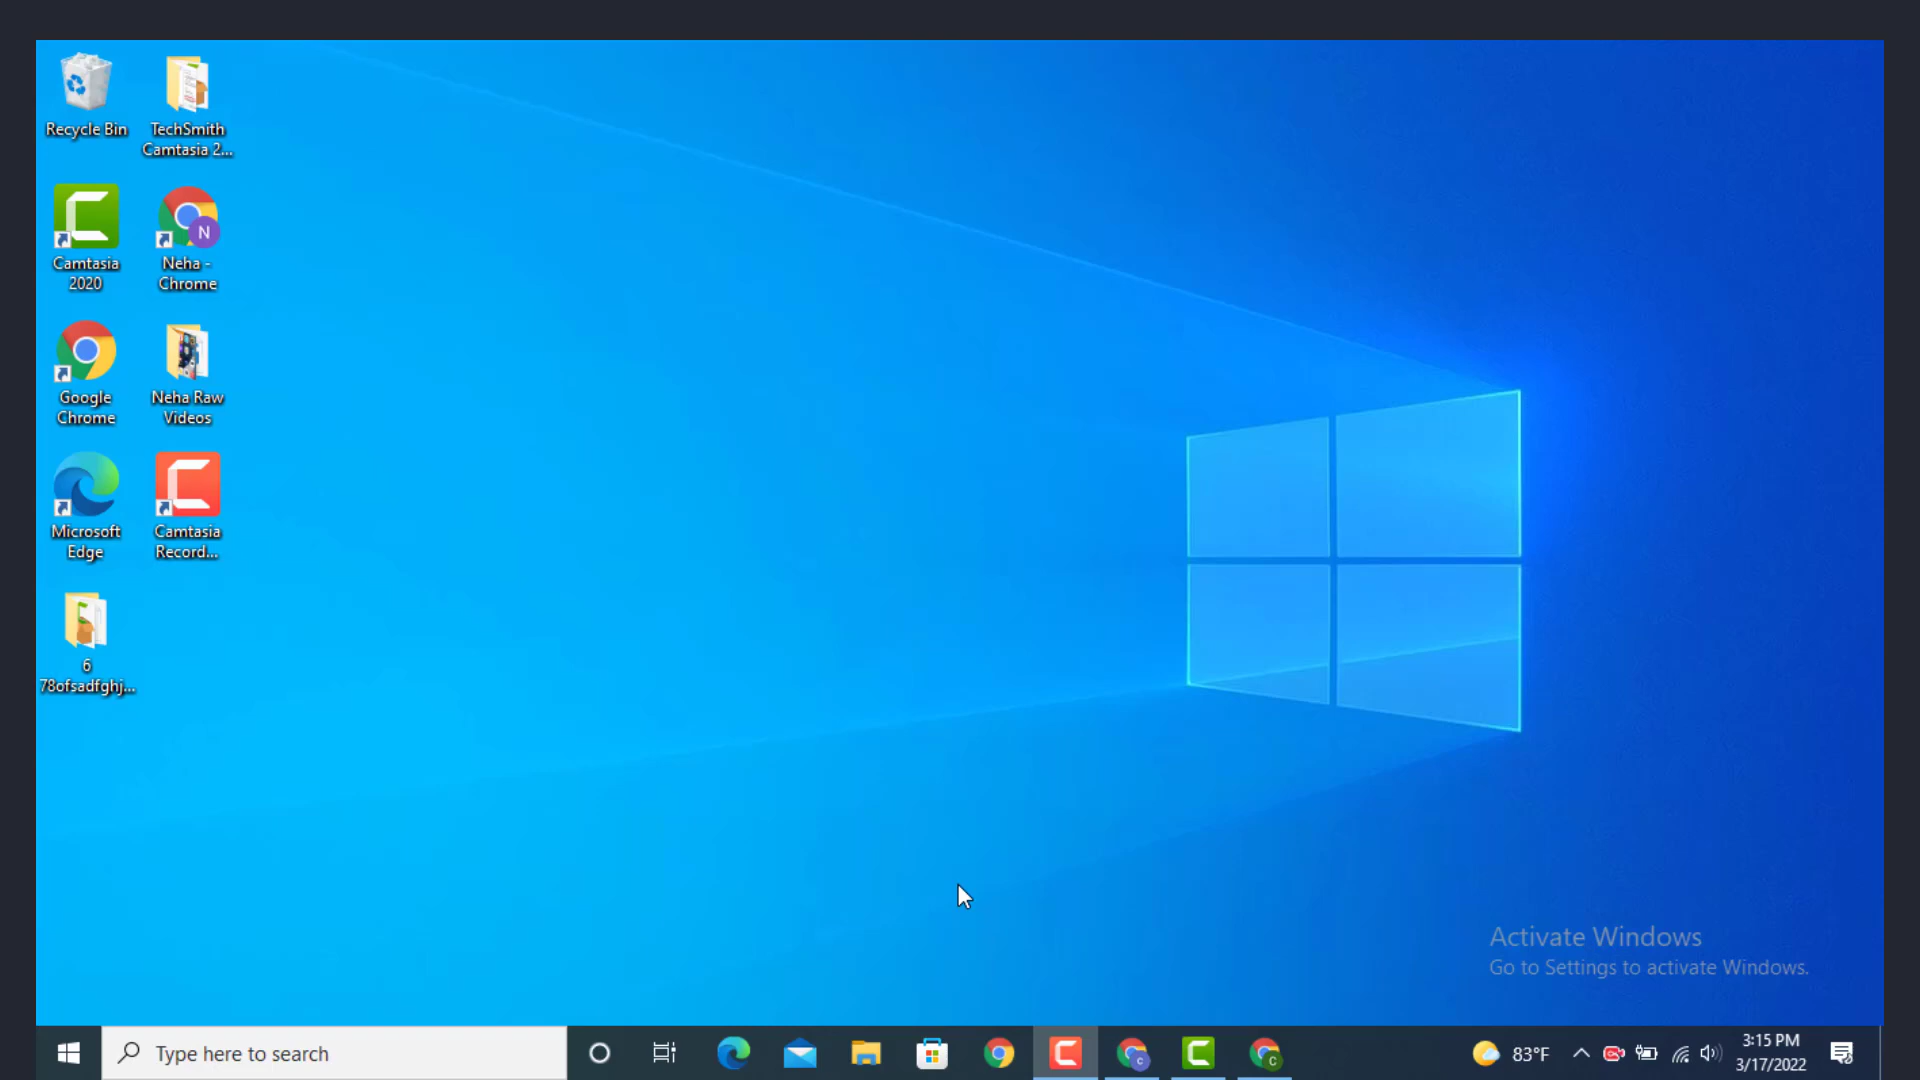 Recycle Bin
TechSmith
Camtasia 2...
Camtasia
2020
N
Neha -
Chrome
Google
Chrome
Neha Raw
Videos
Microsoft
Edge
Camtasia
Record...
6
78ofsadfghj...
Activate Windows
Go to Settings to activate Windows.
Type here to search
C
C
83°F
3:15 PM
3/17/2022